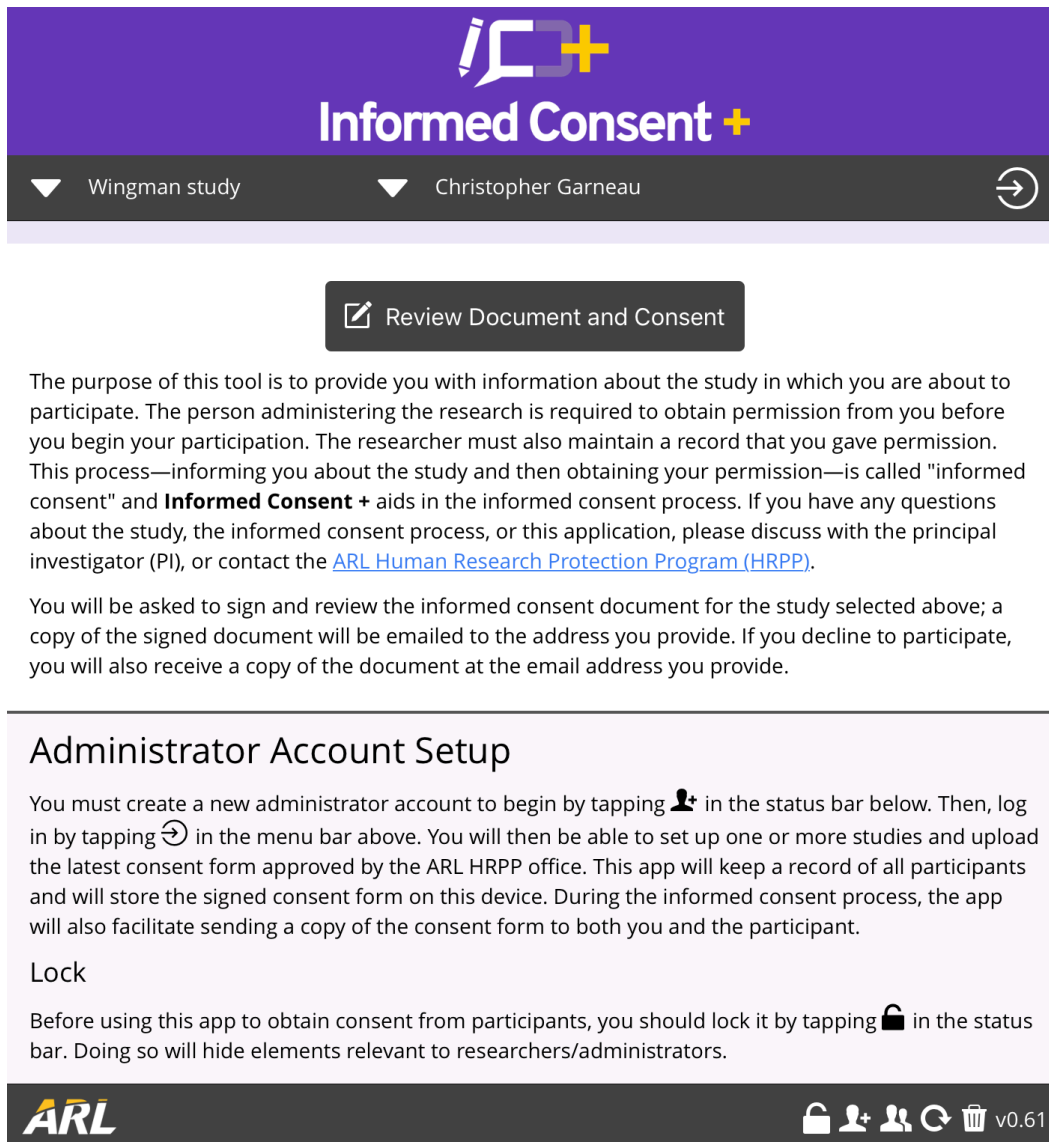 Informed Consent +
Wingman study
Christopher Garneau
Review Document and Consent
The purpose of this tool is to provide you with information about the study in which you are about to
participate. The person administering the research is required to obtain permission from you before
you begin your participation. The researcher must also maintain a record that you gave permission.
This process—informing you about the study and then obtaining your permission—is called "informed
consent" and Informed Consent + aids in the informed consent process. If you have any questions
about the study, the informed consent process, or this application, please discuss with the principal
investigator (PI), or contact the ARL Human Research Protection Program (HRPP).
You will be asked to sign and review the informed consent document for the study selected above; a
copy of the signed document will be emailed to the address you provide. If you decline to participate,
you will also receive a copy of the document at the email address you provide.
Administrator Account Setup
You must create a new administrator account to begin by tapping in the status bar below. Then, log
in by tapping in the menu bar above. You will then be able to set up one or more studies and upload
the latest consent form approved by the ARL HRPP office. This app will keep a record of all participants
and will store the signed consent form on this device. During the informed consent process, the app
will also facilitate sending a copy of the consent form to both you and the participant.
Lock
Before using this app to obtain consent from participants, you should lock it by tapping in the status
bar. Doing so will hide elements relevant to researchers/administrators.
ARL
v0.61